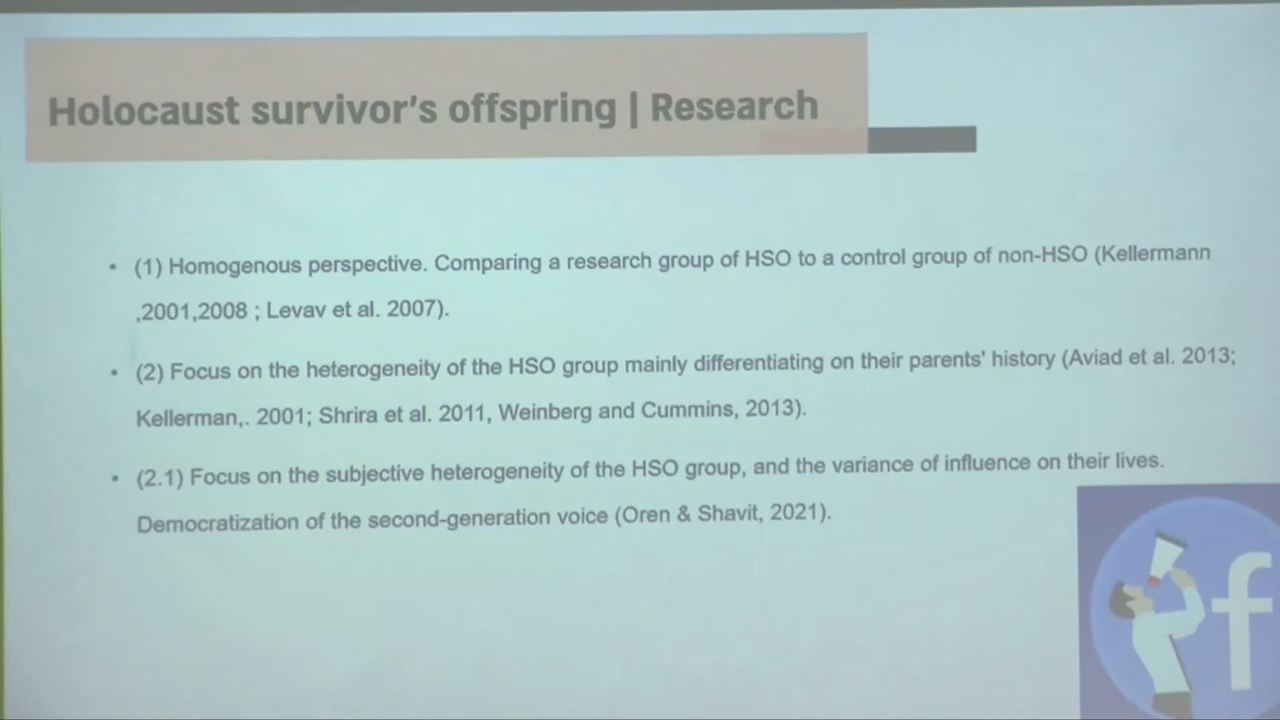 Holocaust survivor's offspring | Research
• (1) Homogenous perspective. Comparing a research group of HSO to a control group of non-HSO (Kellermann
,2001,2008 ; Levav et al. 2007).
• (2) Focus on the heterogeneity of the HSO group mainly differentiating on their parents' history (Aviad et al. 2013;
Kellerman,. 2001; Shrira et al. 2011, Weinberg and Cummins, 2013).
• (2.1) Focus on the subjective heterogeneity of the HSO group, and the variance of influence on their lives.
Democratization of the second-generation voice (Oren & Shavit, 2021).
f